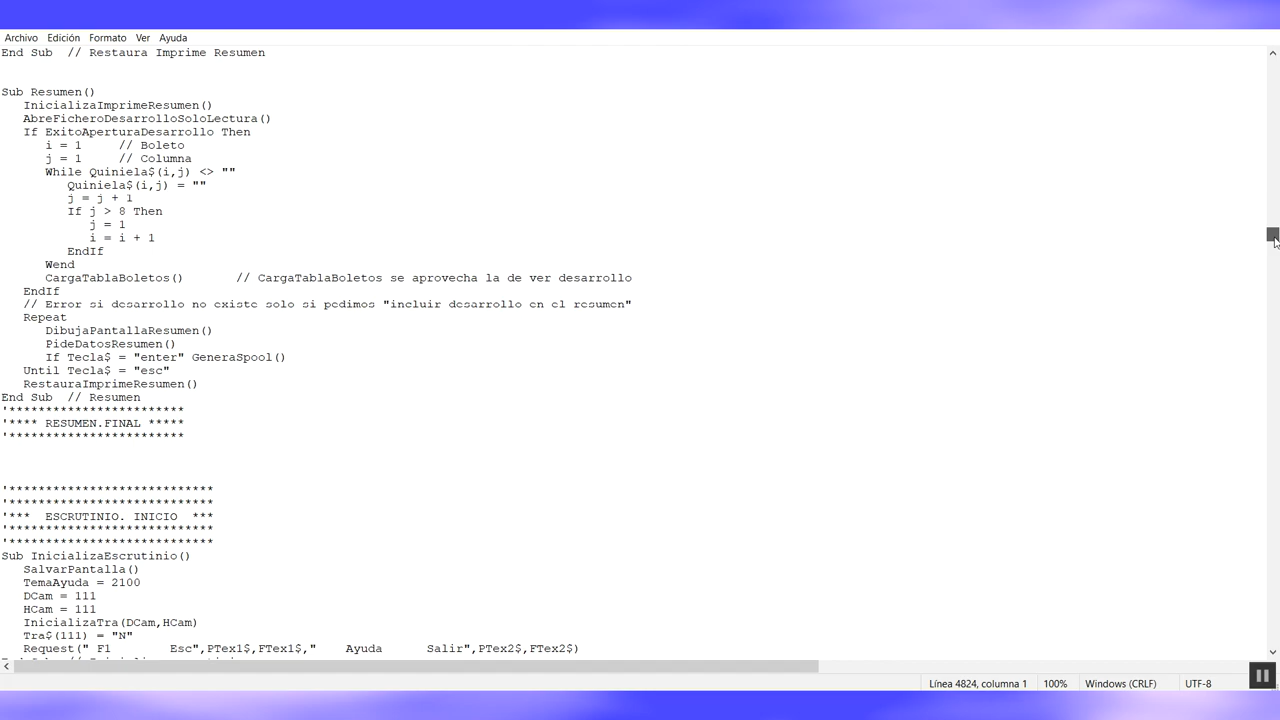 Archivo Edición Formato Ver Ayuda
End Sub  // Restaura Imprime Resumen
Sub Resumen()
   InicializaImprimeResumen()
   AbreFicheroDesarrolloSoloLectura()
   If ExitoAperturaDesarrollo Then
      i = 1     // Boleto
      j = 1     // Columna
      While Quiniela$(i,j) <> ""
         Quiniela$(i,j) = ""
         j = j + 1
         If j > 8 Then
            j = 1
            i = i + 1
         EndIf
      Wend
      CargaTablaBoletos()       // CargaTablaBoletos se aprovecha la de ver desarrollo
   EndIf
   // Error si desarrollo no existe solo si pedimos "incluir desarrollo en el resumen"
   Repeat
      DibujaPantallaResumen()
      PideDatosResumen()
      If Tecla$ = "enter" GeneraSpool()
   Until Tecla$ = "esc"
   RestauraImprimeResumen()
End Sub  // Resumen
'************************
'**** RESUMEN.FINAL *****
'************************
'****************************
'****************************
'***  ESCRUTINIO. INICIO  ***
'****************************
'****************************
Sub InicializaEscrutinio()
   SalvarPantalla()
   TemaAyuda = 2100
   DCam = 111
   HCam = 111
   InicializaTra(DCam,HCam)
   Tra$(111) = "N"
   Request(" F1        Esc",PTex1$,FTex1$,"    Ayuda      Salir",PTex2$,FTex2$)
Línea 4824, columna 1 100% Windows (CRLF) UTF-8